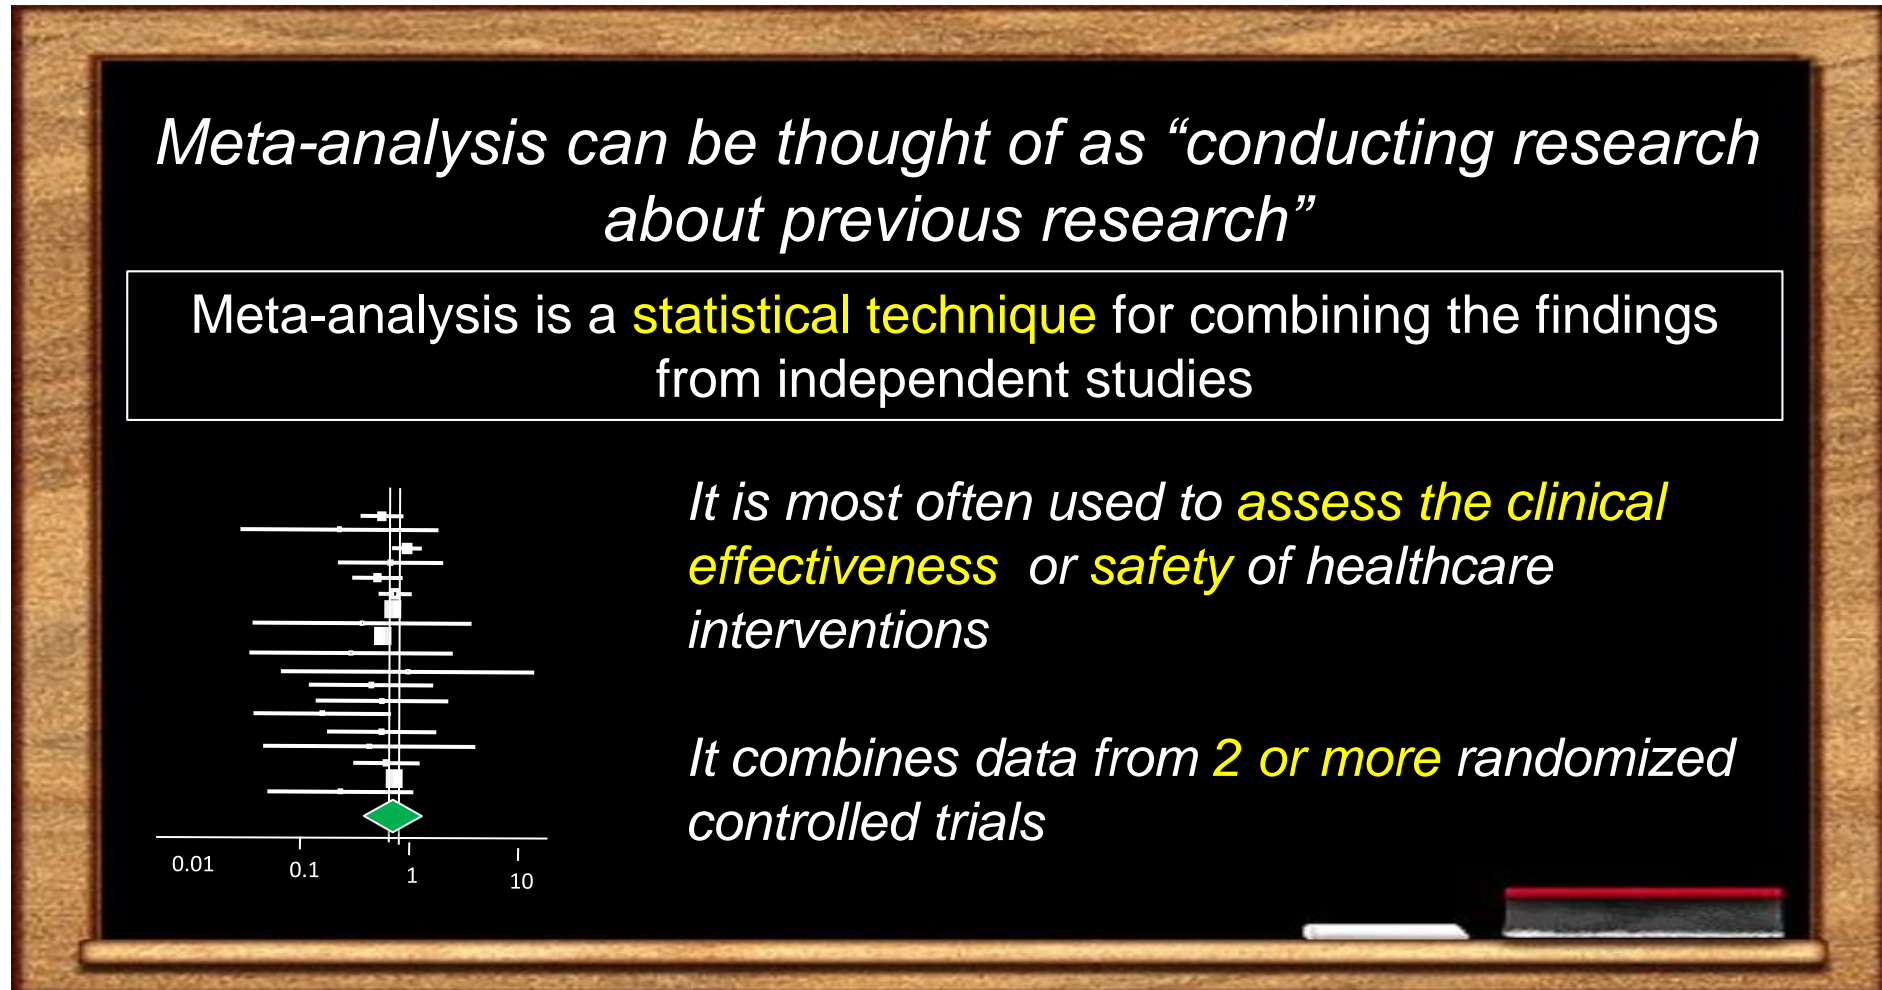 Meta-analysis can be thought of as “conducting research
about previous research”
Meta-analysis is a statistical technique for combining the findings
from independent studies
It is most often used to assess the clinical
effectiveness  or safety of healthcare
interventions
It combines data from 2 or more randomized
controlled trials
0.01
0.1
1
10